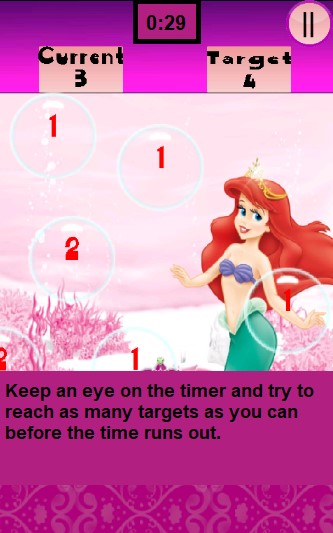 0:29
Current
3
Target
4
1
1
2
1
2
1
Keep an eye on the timer and try to
reach as many targets as you can
before the time runs out.